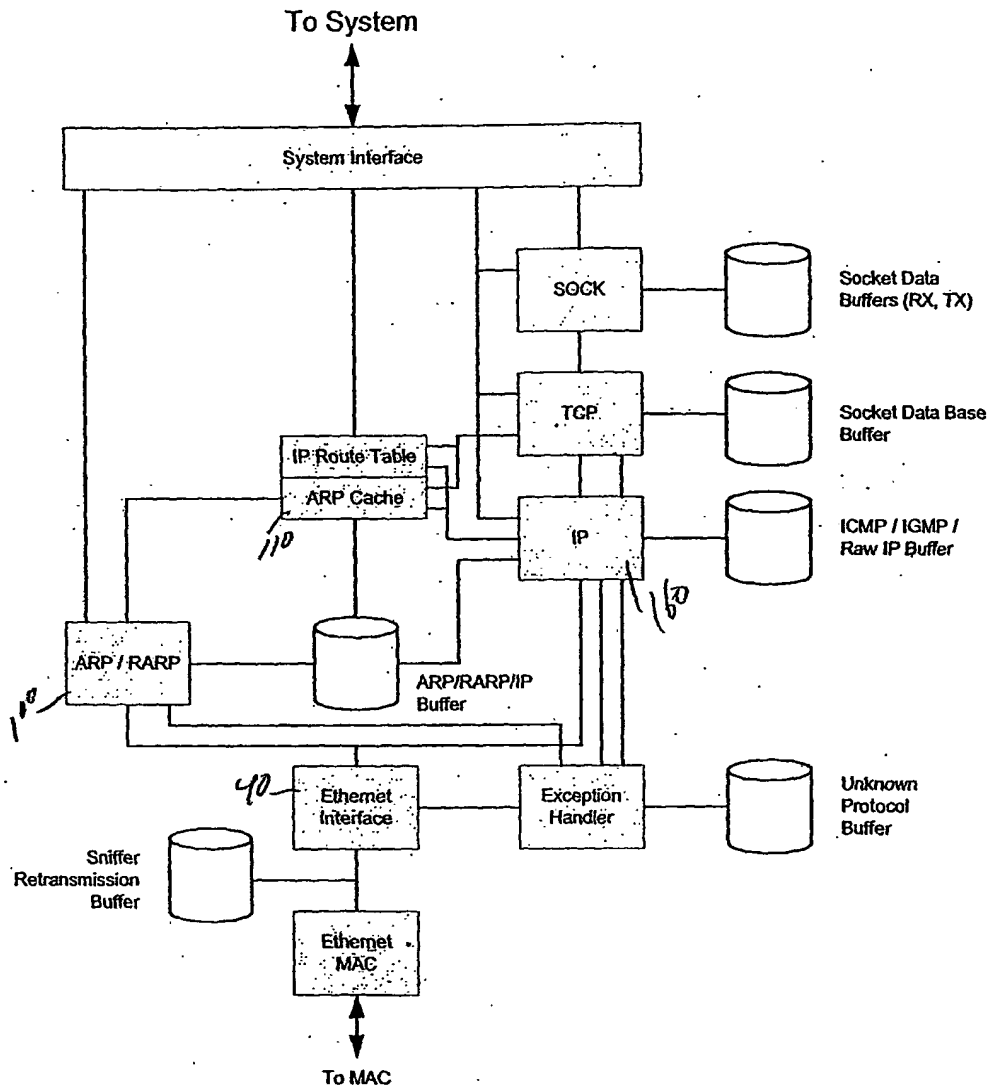 To System
System Interface
SOCK
Socket Data
Buffers (RX, TX)
TCP
Socket Data Base
Buffer
IP Route Table
ARP Cache
110
IP
160
ICMP / IGMP /
Raw IP Buffer
ARP / RARP
ARP/RARP/IP
Buffer
40
Ethernet
Interface
Exception
Handler
Unknown
Protocol
Buffer
Sniffer
Retransmission
Buffer
Ethernet
MAC
To MAC